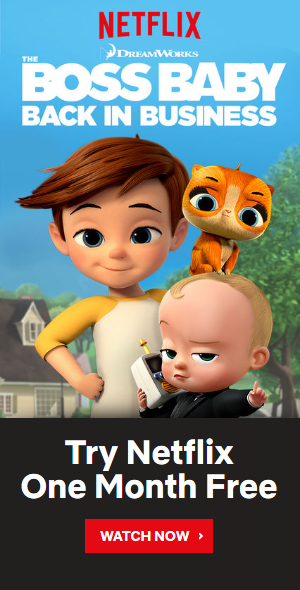 NETFLIX
DREAMWORKS
THE
BOSS BABY
BACK IN BUSINESS
Try Netflix
One Month Free
WATCH NOW ›